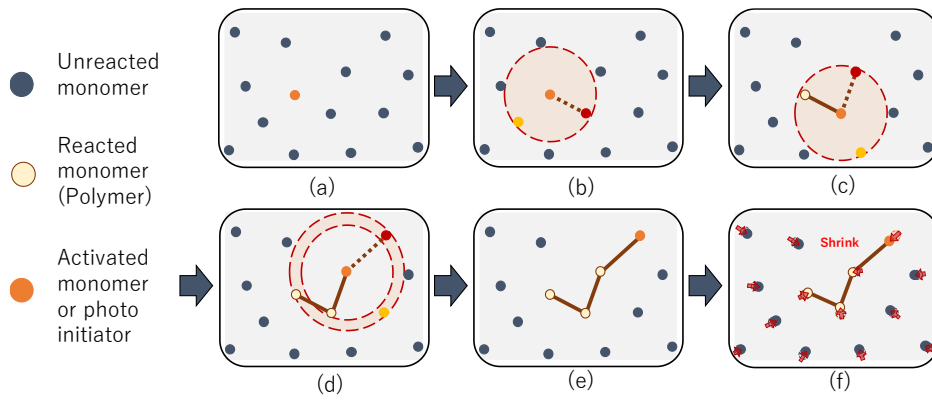 Unreacted
monomer
Reacted
monomer
(Polymer)
Activated
monomer
or photo
initiator
(a)
(b)
(c)
Shrink
(d)
(e)
(f)